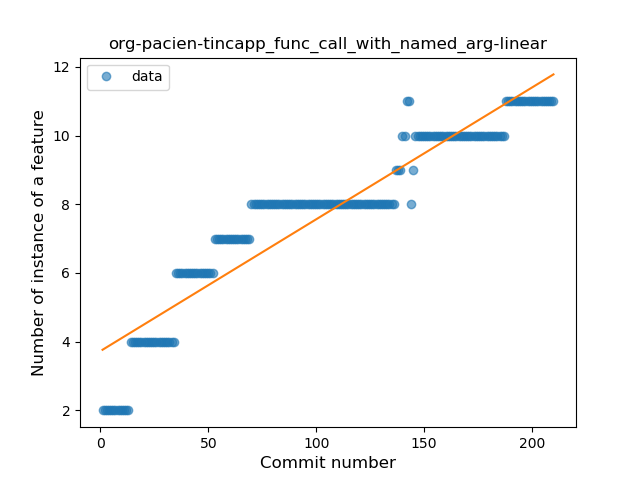 org-pacien-tincapp_func_call_with_named_arg-linear
data
Number of instance of a feature
12
10
8
6
4
2
0
50
100
150
200
Commit number